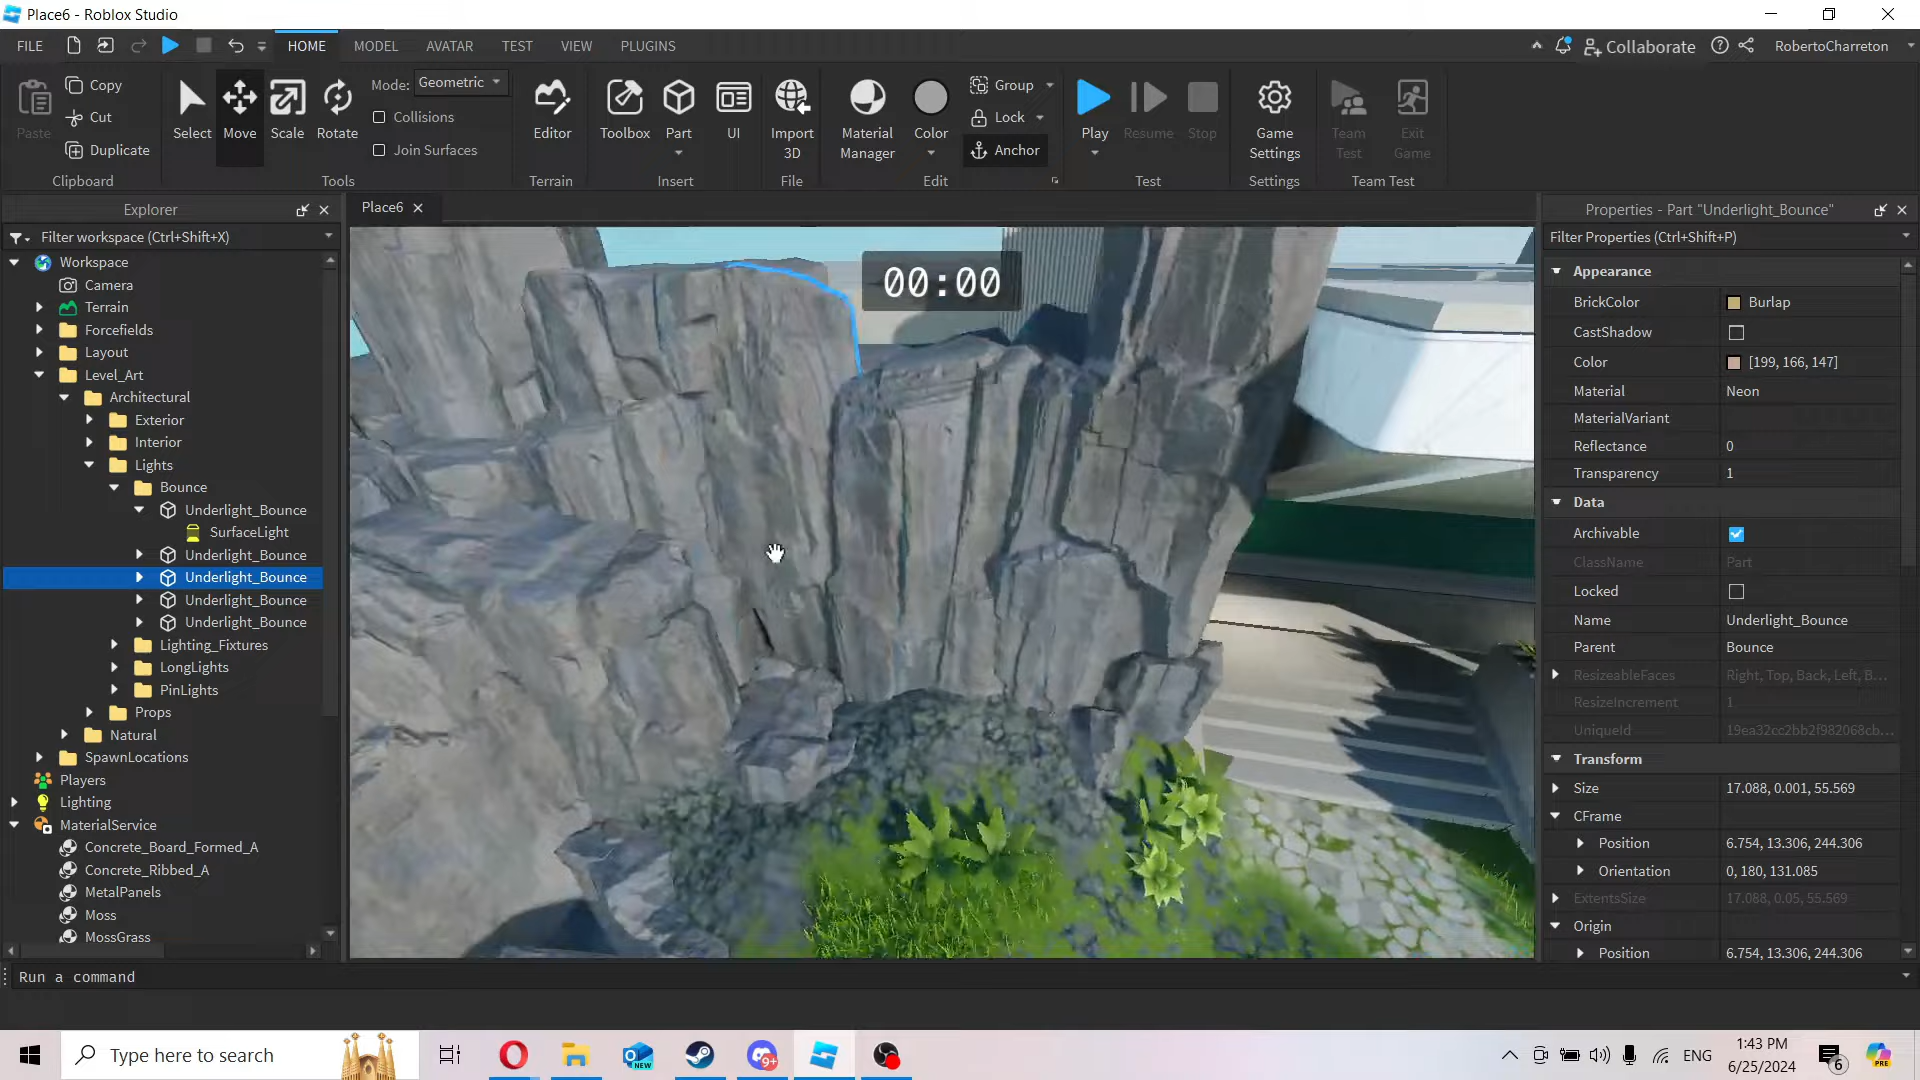 Place6 - Roblox Studio
FILE
HOME
MODEL
AVATAR
TEST
VIEW
PLUGINS
Collaborate
RobertoCharreton
Paste
Copy
Cut
Duplicate
Clipboard
Select
Move
Scale
Rotate
Mode: Geometric
Collisions
Join Surfaces
Tools
Editor
Terrain
Toolbox
Part
UI
Insert
Import 3D
File
Material Manager
Color
Group
Lock
Anchor
Edit
Play
Resume
Stop
Test
Game Settings
Settings
Team Test
Exit Game
Team Test
Explorer
Filter workspace (Ctrl+Shift+X)
Workspace
Camera
Terrain
Forcefields
Layout
Level_Art
Architectural
Exterior
Interior
Lights
Bounce
Underlight_Bounce
SurfaceLight
Underlight_Bounce
Underlight_Bounce
Underlight_Bounce
Underlight_Bounce
Lighting_Fixtures
LongLights
PinLights
Props
Natural
SpawnLocations
Players
Lighting
MaterialService
Concrete_Board_Formed_A
Concrete_Ribbed_A
MetalPanels
Moss
MossGrass
Place6
00:00
Properties - Part "Underlight_Bounce"
Filter Properties (Ctrl+Shift+P)
Appearance
BrickColor Burlap
CastShadow
Color [199, 166, 147]
Material Neon
MaterialVariant
Reflectance 0
Transparency 1
Data
Archivable
ClassName Part
Locked
Name Underlight_Bounce
Parent Bounce
ResizeableFaces Right, Top, Back, Left, B...
ResizeIncrement 1
UniqueId 19ea32cc2bb2f982068cb...
Transform
Size 17.088, 0.001, 55.569
CFrame
Position 6.754, 13.306, 244.306
Orientation 0, 180, 131.085
ExtentsSize 17.088, 0.05, 55.569
Origin
Position 6.754, 13.306, 244.306
Run a command
Type here to search
NEW
9+
ENG
1:43 PM
6/25/2024
6
PRE